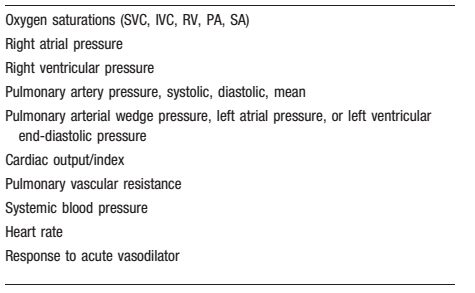 Oxygen saturations (SVC, IVC, RV, PA, SA)
Right atrial pressure
Right ventricular pressure
Pulmonary artery pressure, systolic, diastolic, mean
Pulmonary arterial wedge pressure, left atrial pressure, or left ventricular
end-diastolic pressure
Cardiac output/index
Pulmonary vascular resistance
Systemic blood pressure
Heart rate
Response to acute vasodilator